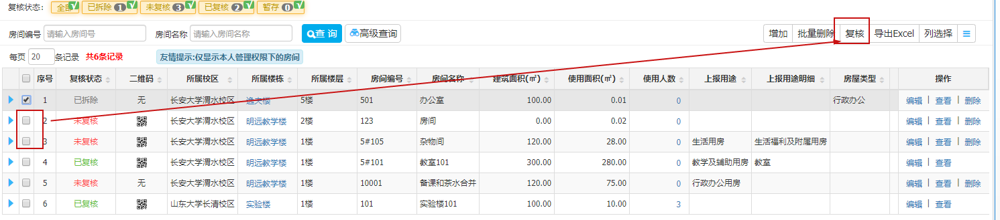 复核状态： 全部 已拆除 1 未复核 3 已复核 2 暂存 0
房间编号 请输入房间号 房间名称 请输入房间名称 查 询 高级查询 增加 批量删除 复核 导出Excel 列选择
每页 20 条记录 共6条记录 友情提示:仅显示本人管理权限下的房间
序号 复核状态 二维码 所属校区 所属楼栋 所属楼层 房间编号 房间名称 建筑面积(㎡) 使用面积(㎡) 使用人数 上报用途 上报用途明细 房屋类型 操作
1 已拆除 无 长安大学渭水校区 逸夫楼 5楼 501 办公室 100.00 0.01 0 行政办公 编辑 | 查看 | 删除
2 未复核 长安大学渭水校区 明远教学楼 2楼 123 房间 0.00 0.02 0 编辑 | 查看 | 删除
3 未复核 长安大学渭水校区 明远教学楼 1楼 5#105 杂物间 120.00 28.00 0 生活用房 生活福利及附属用房 编辑 | 查看 | 删除
4 已复核 长安大学渭水校区 明远教学楼 1楼 5#101 教室101 300.00 280.00 0 教学及辅助用房 教室 编辑 | 查看
5 未复核 无 长安大学渭水校区 明远教学楼 1楼 10001 备课和茶水合并 120.00 75.00 0 行政办公用房 编辑 | 查看 | 删除
6 已复核 山东大学长清校区 实验楼 1楼 101 实验楼101 100.00 10.00 3 编辑 | 查看